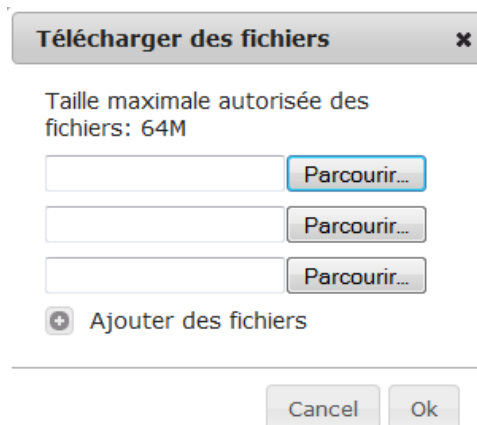 Télécharger des fichiers
Taille maximale autorisée des
fichiers: 64M
Parcourir...
Parcourir...
Parcourir...
Ajouter des fichiers
Cancel Ok